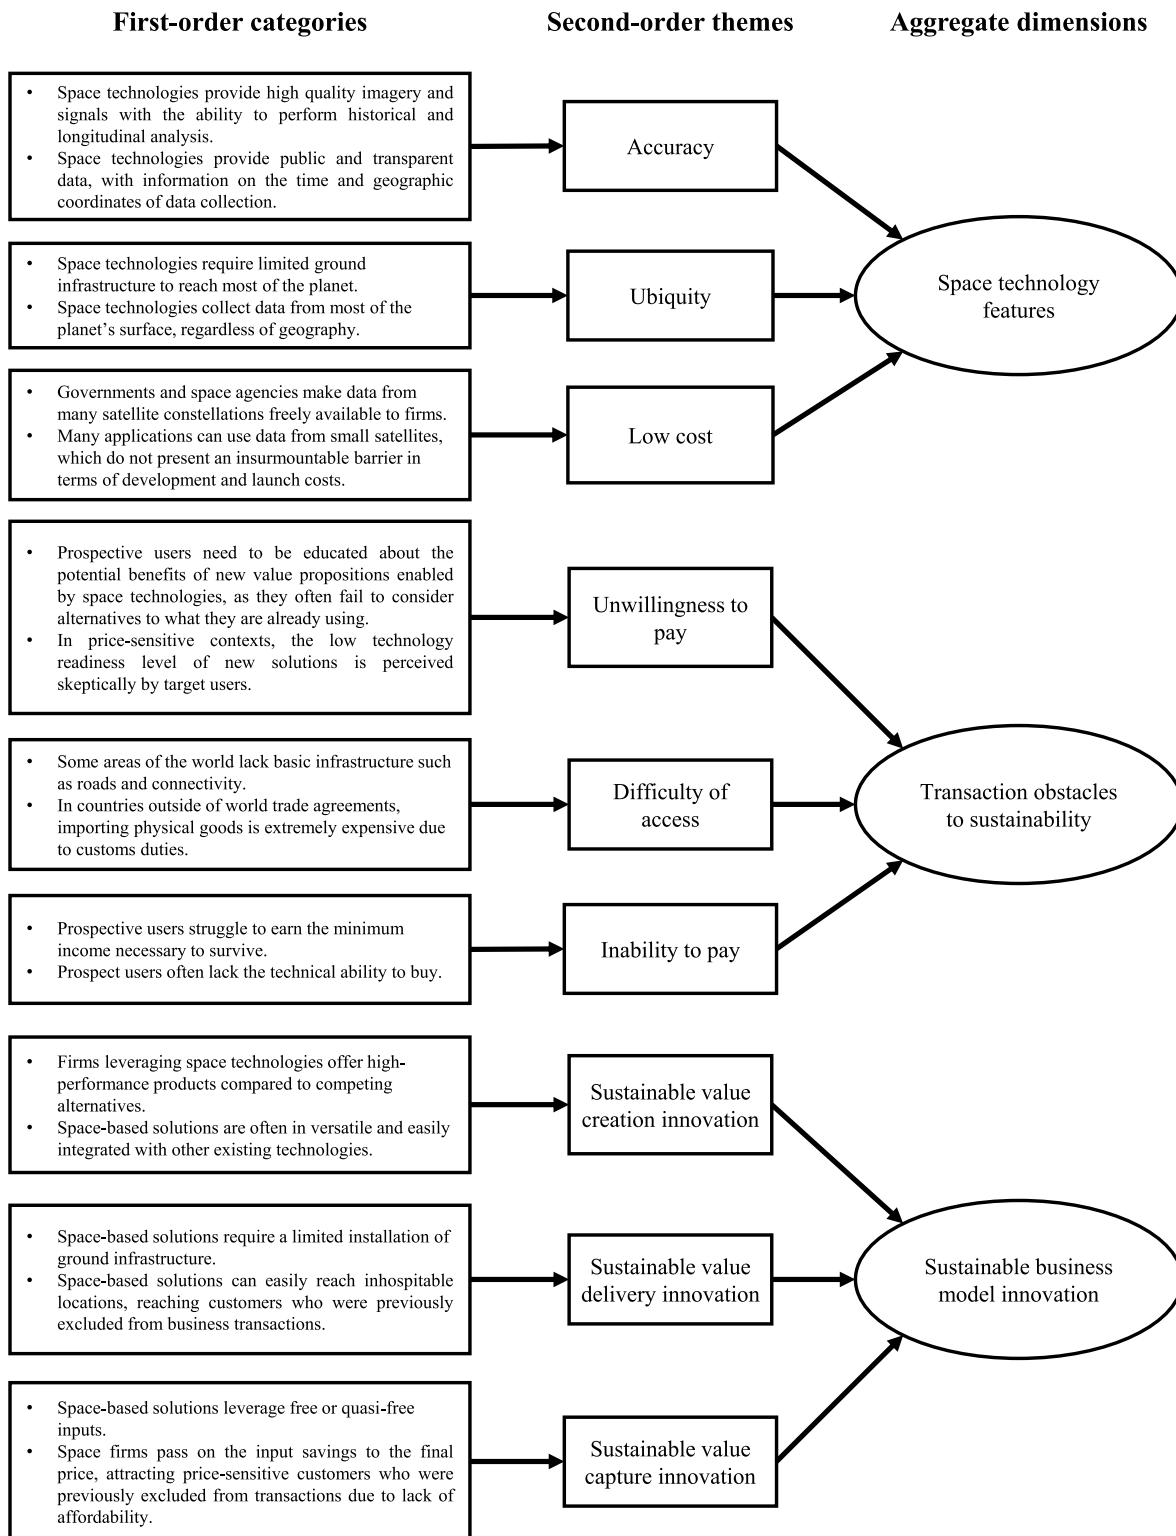 First-order categories
Second-order themes
Aggregate dimensions
• Space technologies provide high quality imagery and
signals with the ability to perform historical and
longitudinal analysis.
• Space technologies provide public and transparent
data, with information on the time and geographic
coordinates of data collection.
Accuracy
• Space technologies require limited ground
infrastructure to reach most of the planet.
• Space technologies collect data from most of the
planet’s surface, regardless of geography.
Ubiquity
Space technology
features
• Governments and space agencies make data from
many satellite constellations freely available to firms.
• Many applications can use data from small satellites,
which do not present an insurmountable barrier in
terms of development and launch costs.
Low cost
• Prospective users need to be educated about the
potential benefits of new value propositions enabled
by space technologies, as they often fail to consider
alternatives to what they are already using.
• In price-sensitive contexts, the low technology
readiness level of new solutions is perceived
skeptically by target users.
Unwillingness to
pay
• Some areas of the world lack basic infrastructure such
as roads and connectivity.
• In countries outside of world trade agreements,
importing physical goods is extremely expensive due
to customs duties.
Difficulty of
access
Transaction obstacles
to sustainability
• Prospective users struggle to earn the minimum
income necessary to survive.
• Prospect users often lack the technical ability to buy.
Inability to pay
• Firms leveraging space technologies offer high-
performance products compared to competing
alternatives.
• Space-based solutions are often in versatile and easily
integrated with other existing technologies.
Sustainable value
creation innovation
• Space-based solutions require a limited installation of
ground infrastructure.
• Space-based solutions can easily reach inhospitable
locations, reaching customers who were previously
excluded from business transactions.
Sustainable value
delivery innovation
Sustainable business
model innovation
• Space-based solutions leverage free or quasi-free
inputs.
• Space firms pass on the input savings to the final
price, attracting price-sensitive customers who were
previously excluded from transactions due to lack of
affordability.
Sustainable value
capture innovation